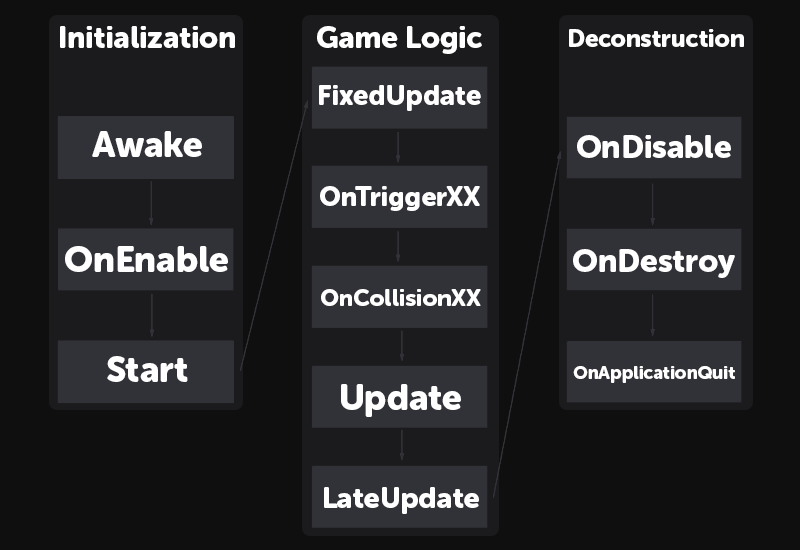 Initialization
Awake
OnEnable
Start
Game Logic
FixedUpdate
OnTriggerXX
OnCollisionXX
Update
LateUpdate
Deconstruction
OnDisable
OnDestroy
OnApplicationQuit